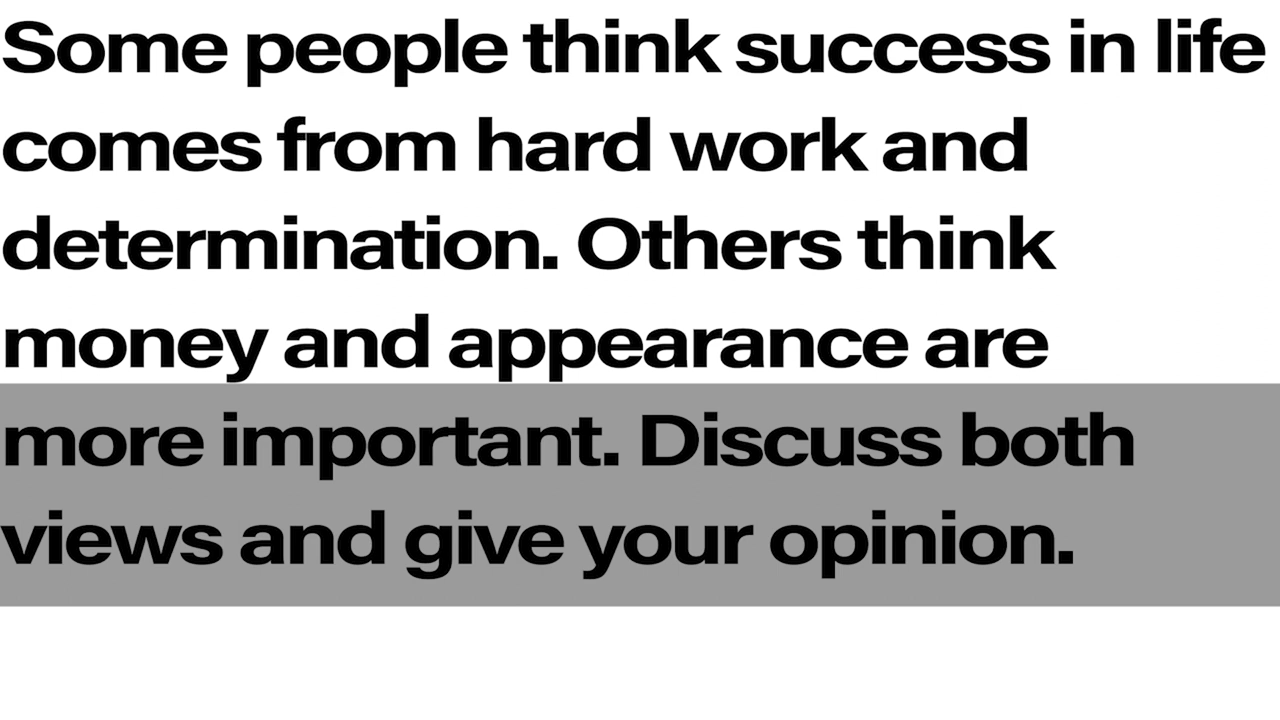 Some people think success in life
comes from hard work and
determination. Others think
money and appearance are
more important. Discuss both
views and give your opinion.